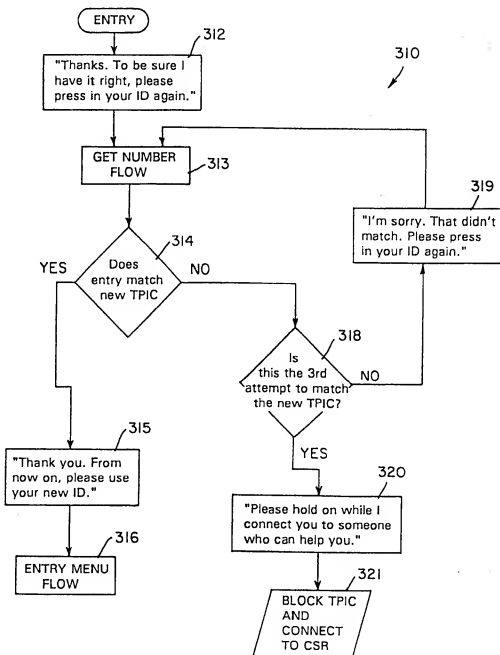 ENTRY
312
"Thanks. To be sure I
have it right, please
press in your ID again."
310
GET NUMBER
FLOW
313
319
"I'm sorry. That didn't
match. Please press
in your ID again."
314
Does
entry match
new TPIC
YES
NO
318
Is
this the 3rd
attempt to match
the new TPIC?
NO
YES
315
"Thank you. From
now on, please use
your new ID."
316
ENTRY MENU
FLOW
320
"Please hold on while I
connect you to someone
who can help you."
321
BLOCK TPIC
AND
CONNECT
TO CSR